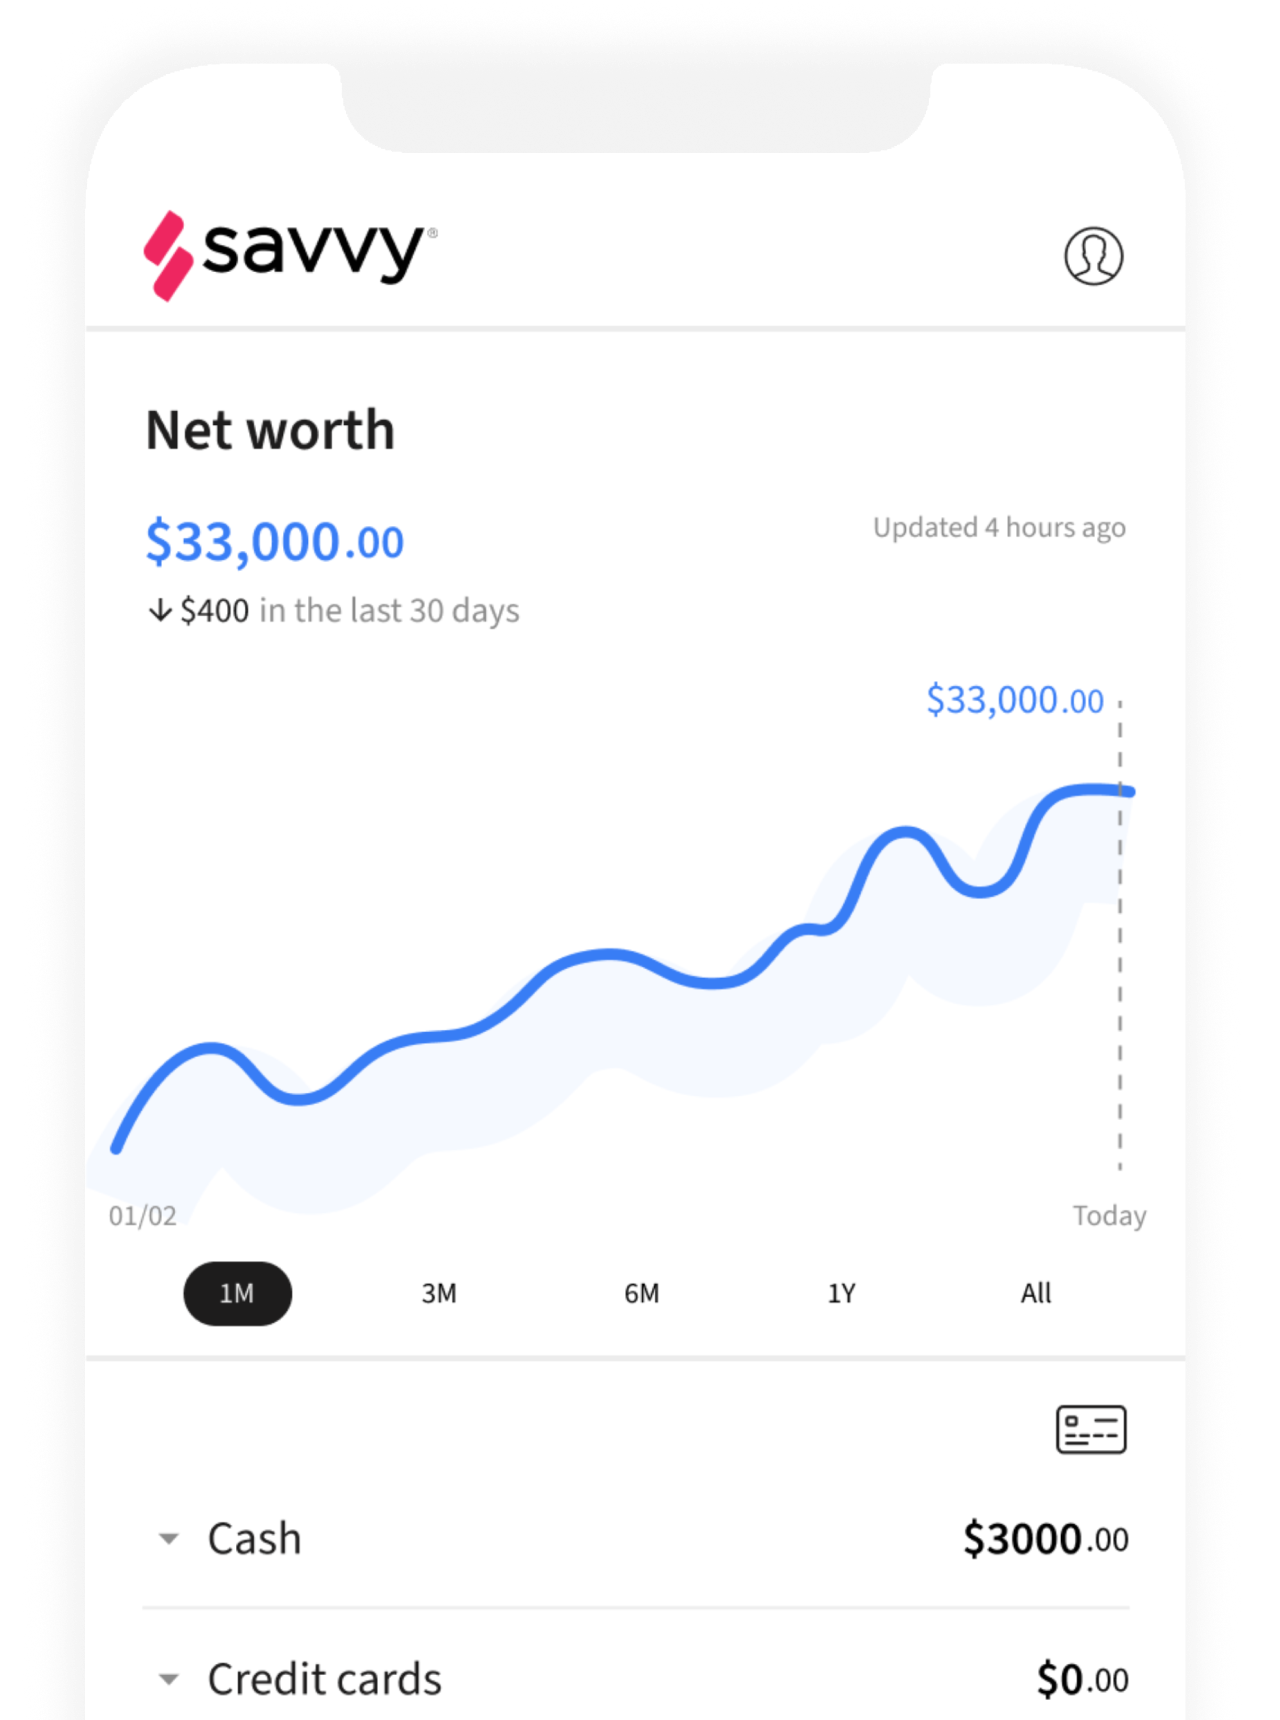 savvy®
Net worth
$33,000.00
Updated 4 hours ago
↓ $400 in the last 30 days
$33,000.00
01/02
Today
1M 3M 6M 1Y All
Cash $3000.00
Credit cards $0.00